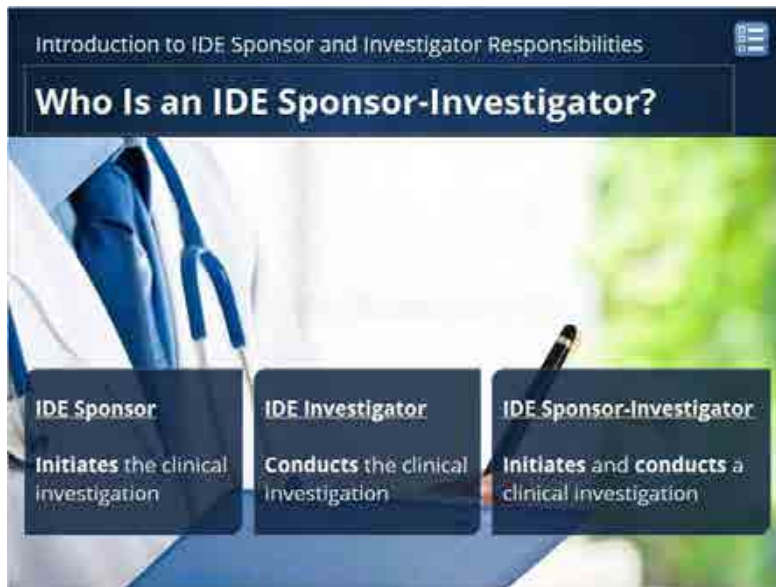 Introduction to IDE Sponsor and Investigator Responsibilities
Who Is an IDE Sponsor-Investigator?
IDE Sponsor
Initiates the clinical
investigation
IDE Investigator
Conducts the clinical
investigation
IDE Sponsor-Investigator
Initiates and conducts a
clinical investigation